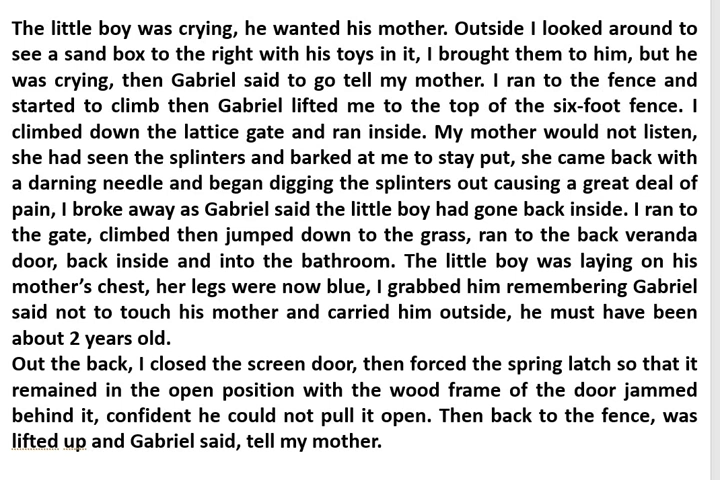 The little boy was crying, he wanted his mother. Outside I looked around to
see a sand box to the right with his toys in it, I brought them to him, but he
was crying, then Gabriel said to go tell my mother. I ran to the fence and
started to climb then Gabriel lifted me to the top of the six-foot fence. I
climbed down the lattice gate and ran inside. My mother would not listen,
she had seen the splinters and barked at me to stay put, she came back with
a darning needle and began digging the splinters out causing a great deal of
pain, I broke away as Gabriel said the little boy had gone back inside. I ran to
the gate, climbed then jumped down to the grass, ran to the back veranda
door, back inside and into the bathroom. The little boy was laying on his
mother’s chest, her legs were now blue, I grabbed him remembering Gabriel
said not to touch his mother and carried him outside, he must have been
about 2 years old.
Out the back, I closed the screen door, then forced the spring latch so that it
remained in the open position with the wood frame of the door jammed
behind it, confident he could not pull it open. Then back to the fence, was
lifted up and Gabriel said, tell my mother.